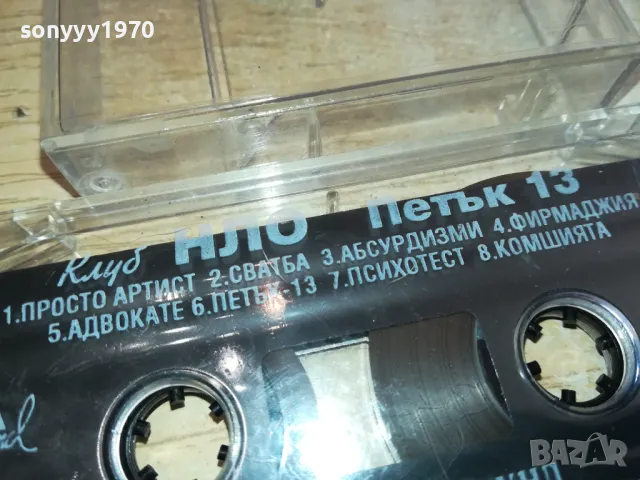 sonyyy1970
Клуб НЛО Петък 13
1.ПРОСТО АРТИСТ 2.СВАТБА 3.АБСУРДИЗМИ 4.ФИРМАДЖИЯ
5.АДВОКАТЕ 6.ПЕТЪК-13 7.ПСИХОТЕСТ 8.КОМШИЯТА
BAZAR